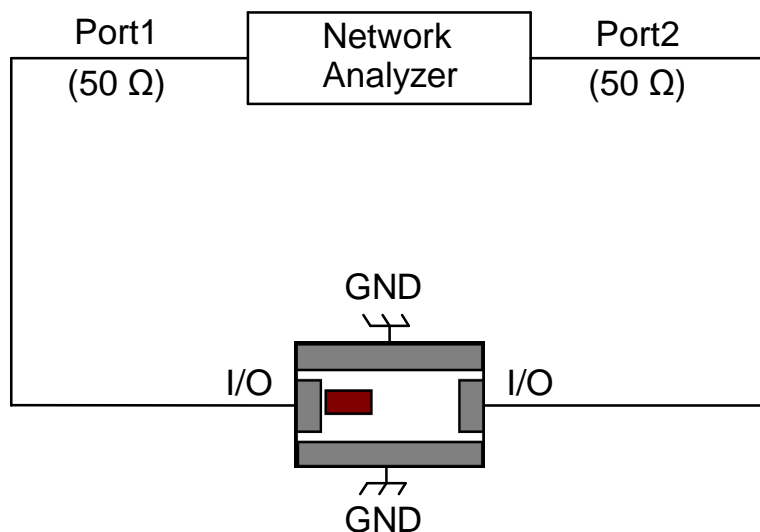 Port1
(50 Ω)
Network
Analyzer
Port2
(50 Ω)
GND
I/O
I/O
GND